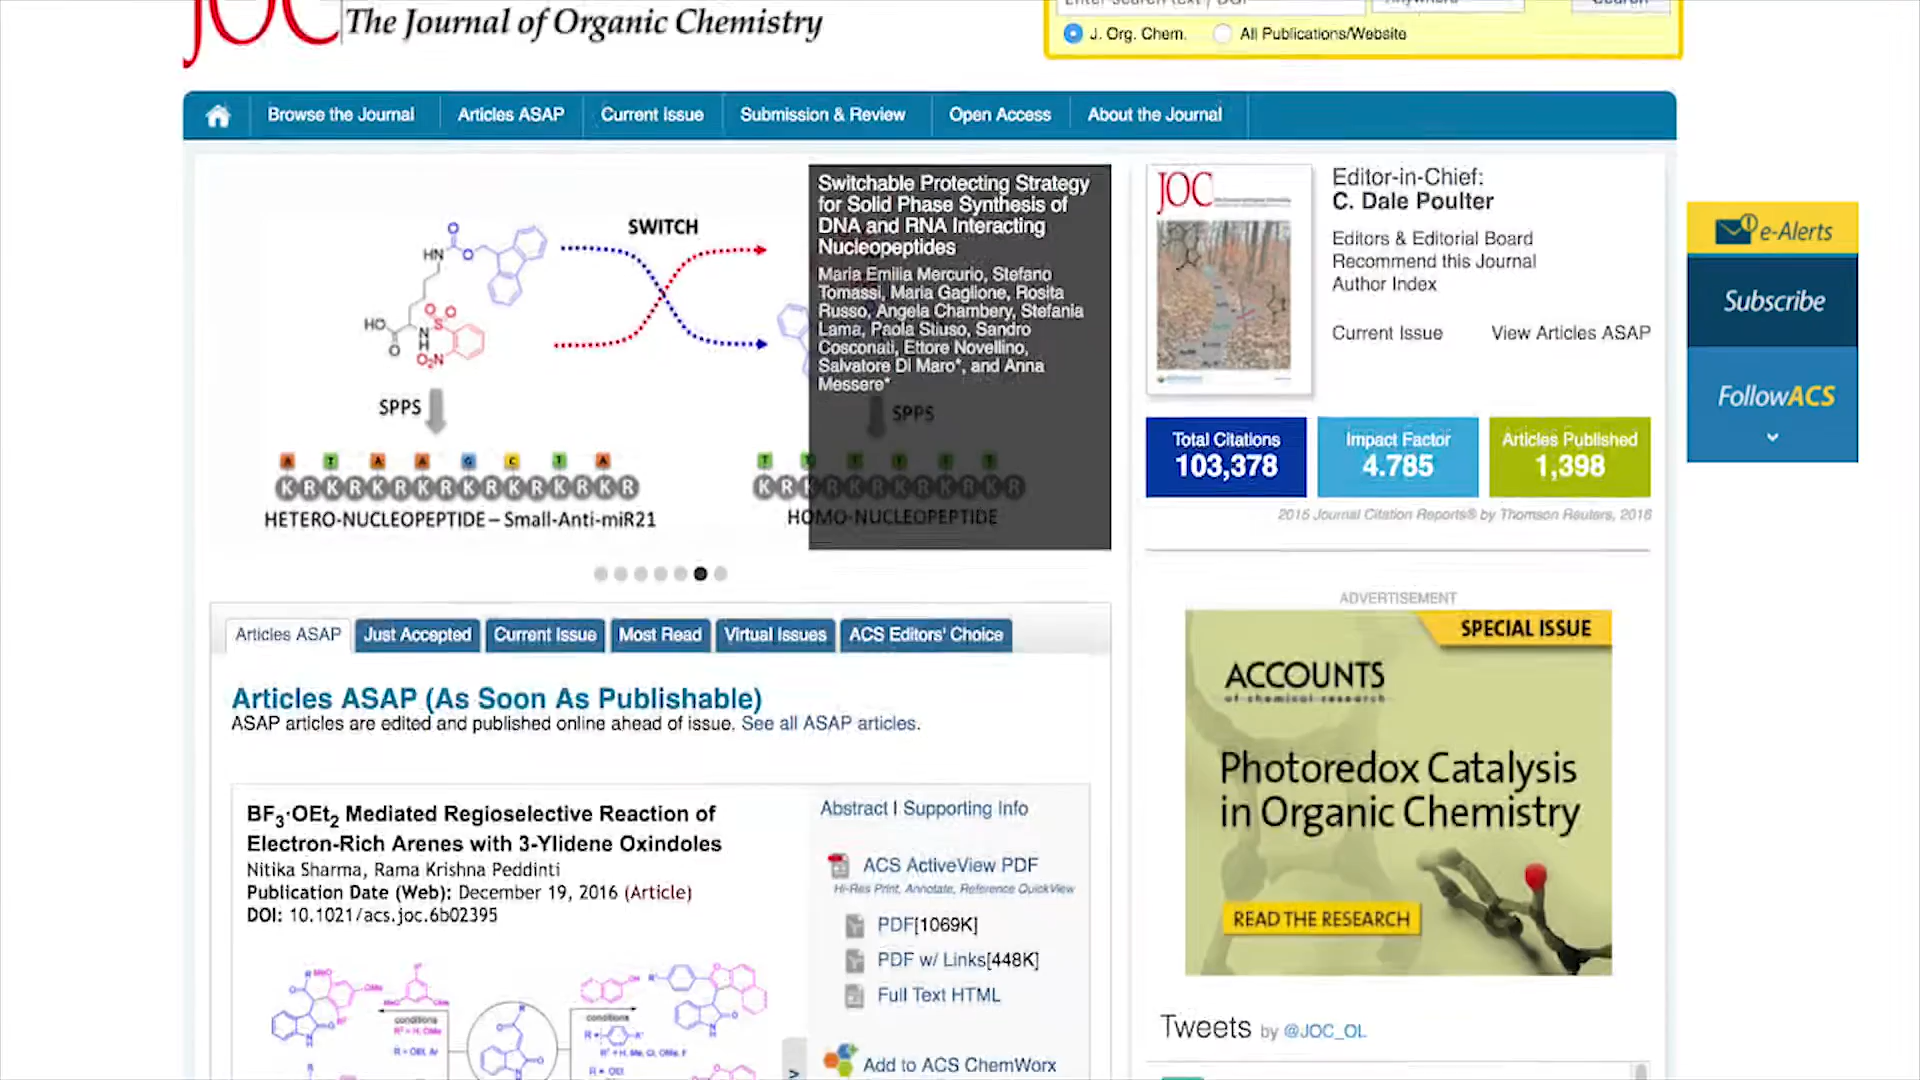 JOC The Journal of Organic Chemistry
J. Org. Chem. All Publications/Website
Browse the Journal Articles ASAP Current Issue Submission & Review Open Access About the Journal
SWITCH
HN
O
O
HO
O
N
H
S
O O
O2N
SPPS
A T A A G C T A
K R K R K R K R K R K R K R K R
HETERO-NUCLEOPEPTIDE – Small-Anti-miR21
Switchable Protecting Strategy
for Solid Phase Synthesis of
DNA and RNA Interacting
Nucleopeptides
Maria Emilia Mercurio, Stefano
Tomassi, Maria Gaglione, Rosita
Russo, Angela Chambery, Stefania
Lama, Paola Stiuso, Sandro
Cosconati, Ettore Novellino,
Salvatore Di Maro*, and Anna
Messere*
SPPS
T T T T T T
K R K R K R K R K R K R
HOMO-NUCLEOPEPTIDE
JOC
Editor-in-Chief:
C. Dale Poulter
Editors & Editorial Board
Recommend this Journal
Author Index
Current Issue View Articles ASAP
e-Alerts
Subscribe
FollowACS
Total Citations
103,378
Impact Factor
4.785
Articles Published
1,398
2015 Journal Citation Reports® by Thomson Reuters, 2016
Articles ASAP Just Accepted Current Issue Most Read Virtual Issues ACS Editors' Choice
Articles ASAP (As Soon As Publishable)
ASAP articles are edited and published online ahead of issue. See all ASAP articles.
BF3·OEt2 Mediated Regioselective Reaction of
Electron-Rich Arenes with 3-Ylidene Oxindoles
Nitika Sharma, Rama Krishna Peddinti
Publication Date (Web): December 19, 2016 (Article)
DOI: 10.1021/acs.joc.6b02395
conditions
conditions
Abstract | Supporting Info
ACS ActiveView PDF
Hi-Res Print, Annotate, Reference QuickView
PDF[1069K]
PDF w/ Links[448K]
Full Text HTML
Add to ACS ChemWorx
ADVERTISEMENT
SPECIAL ISSUE
ACCOUNTS
of chemical research
Photoredox Catalysis
in Organic Chemistry
READ THE RESEARCH
Tweets by @JOC_OL